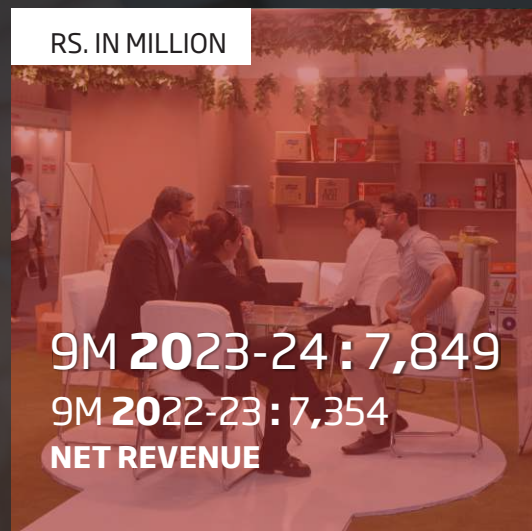 RS. IN MILLION
9M 2023-24 : 7,849
9M 2022-23 : 7,354
NET REVENUE